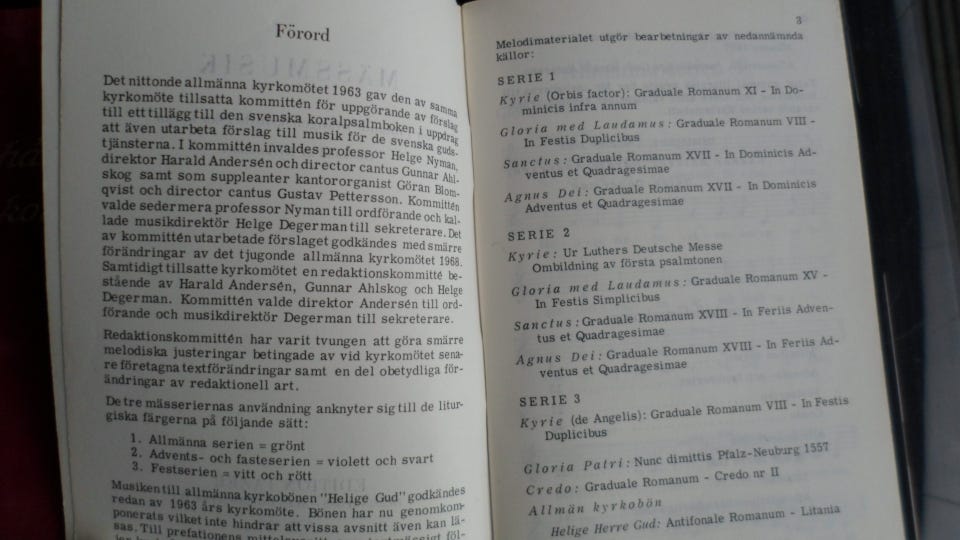 Förord
Det nittonde allmänna kyrkomötet 1963 gav den av samma
kyrkomöte tillsatta kommittén för uppgörande av förslag
till ett tillägg till den svenska koralpsalmboken i uppdrag
att även utarbeta förslag till musik för de svenska guds-
tjänsterna. I kommittén invaldes professor Helge Nyman,
direktor Harald Andersén och director cantus Gunnar Ahl-
skog samt som suppleanter kantororganist Göran Blom-
qvist och director cantus Gustav Pettersson. Kommittén
valde sedermera professor Nyman till ordförande och kal-
lade musikdirektör Helge Degerman till sekreterare. Det
av kommittén utarbetade förslaget godkändes med smärre
förändringar av det tjugonde allmänna kyrkomötet 1968.
Samtidigt tillsatte kyrkomötet en redaktionskommitté be-
stående av Harald Andersén, Gunnar Ahlskog och Helge
Degerman. Kommittén valde direktor Andersén till ord-
förande och musikdirektör Degerman till sekreterare.
Redaktionskommittén har varit tvungen att göra smärre
melodiska justeringar betingade av vid kyrkomötet sena-
re företagna textförändringar samt en del obetydliga för-
ändringar av redaktionell art.
De tre mässeriernas användning anknyter sig till de litur-
giska färgerna på följande sätt:
1. Allmänna serien = grönt
2. Advents- och fasteserien = violett och svart
3. Festserien = vitt och rött
Musiken till allmänna kyrkobönen "Helige Gud" godkändes
redan av 1963 års kyrkomöte. Bönen har nu genomkom-
ponerats vilket inte hindrar att vissa avsnitt även kan lä-
sas. Till prefationens
3
Melodimaterialet utgör bearbetningar av nedannämnda
källor:
SERIE 1
Kyrie (Orbis factor): Graduale Romanum XI - In Do-
minicis infra annum
Gloria med Laudamus: Graduale Romanum VIII -
In Festis Duplicibus
Sanctus: Graduale Romanum XVII - In Dominicis Ad-
ventus et Quadragesimae
Agnus Dei: Graduale Romanum XVII - In Dominicis
Adventus et Quadragesimae
SERIE 2
Kyrie: Ur Luthers Deutsche Messe
Ombildning av första psalmtonen
Gloria med Laudamus: Graduale Romanum XV -
In Festis Simplicibus
Sanctus: Graduale Romanum XVIII - In Feriis Adven-
tus et Quadragesimae
Agnus Dei: Graduale Romanum XVIII - In Feriis Ad-
ventus et Quadragesimae
SERIE 3
Kyrie (de Angelis): Graduale Romanum VIII - In Festis
Duplicibus
Gloria Patri: Nunc dimittis Pfalz-Neuburg 1557
Credo: Graduale Romanum - Credo nr II
Allmän kyrkobön
Helige Herre Gud: Antifonale Romanum - Litania